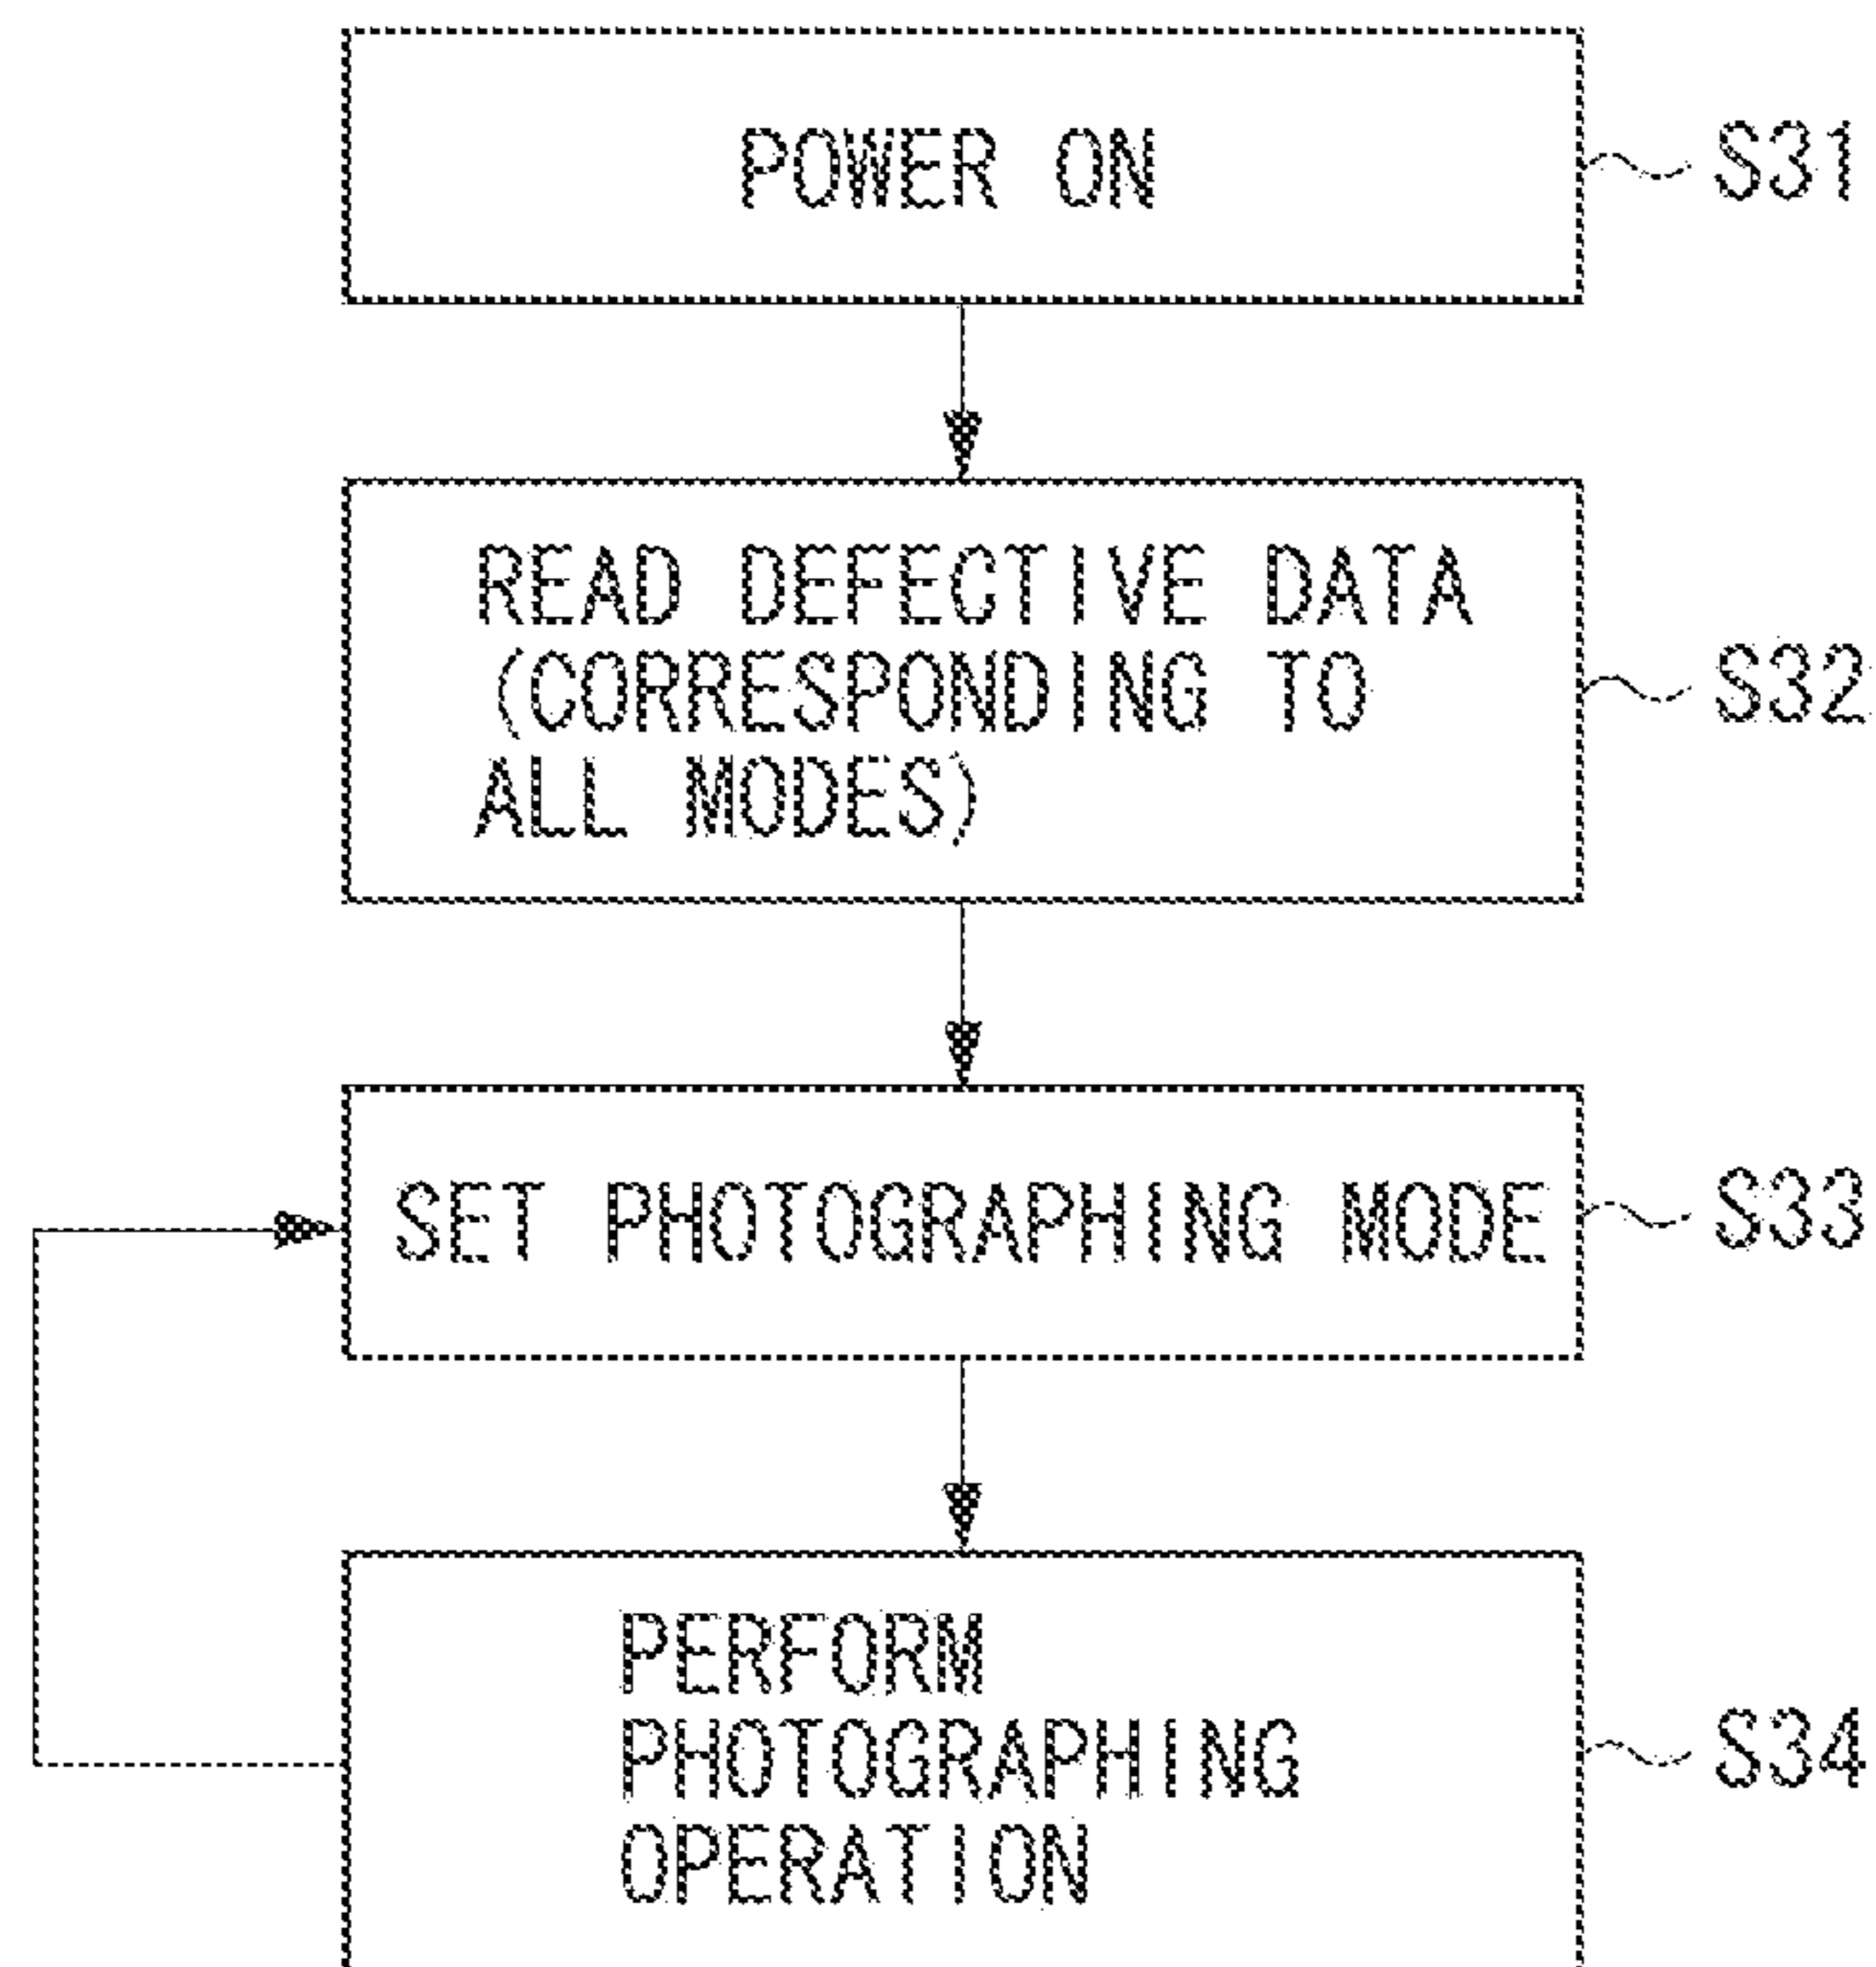 POWER ON
S31
READ DEFECTIVE DATA
(CORRESPONDING TO
ALL MODES)
S32
SET PHOTOGRAPHING MODE
S33
PERFORM
PHOTOGRAPHING
OPERATION
S34